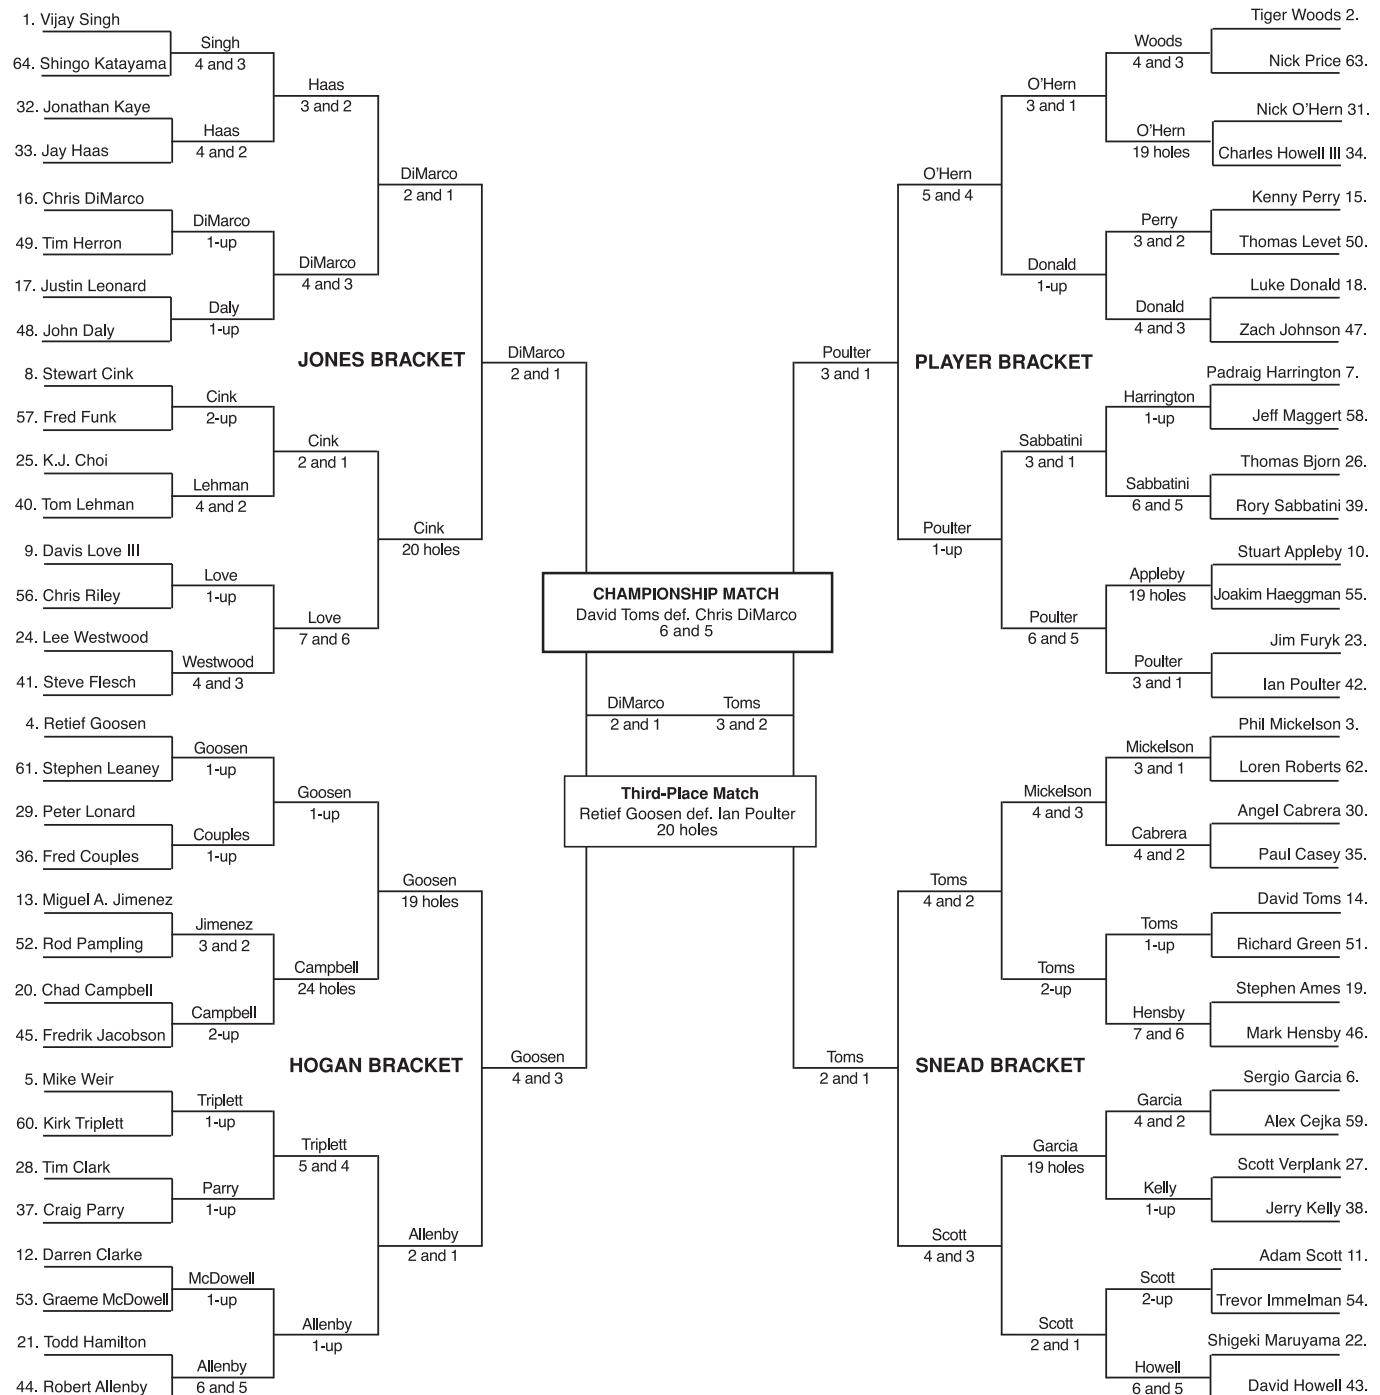 1. Vijay Singh
64. Shingo Katayama
32. Jonathan Kaye
33. Jay Haas
16. Chris DiMarco
49. Tim Herron
17. Justin Leonard
48. John Daly
8. Stewart Cink
57. Fred Funk
25. K.J. Choi
40. Tom Lehman
9. Davis Love III
56. Chris Riley
24. Lee Westwood
41. Steve Flesch
4. Retief Goosen
61. Stephen Leaney
29. Peter Lonard
36. Fred Couples
13. Miguel A. Jimenez
52. Rod Pampling
20. Chad Campbell
45. Fredrik Jacobson
5. Mike Weir
60. Kirk Triplett
28. Tim Clark
37. Craig Parry
12. Darren Clarke
53. Graeme McDowell
21. Todd Hamilton
44. Robert Allenby
Singh
4 and 3
Haas
4 and 2
DiMarco
1-up
Daly
1-up
Cink
2-up
Lehman
4 and 2
Love
1-up
Westwood
4 and 3
Goosen
1-up
Couples
1-up
Jimenez
3 and 2
Campbell
2-up
Triplett
1-up
Parry
1-up
McDowell
1-up
Allenby
6 and 5
Haas
3 and 2
DiMarco
4 and 3
Cink
2 and 1
Love
7 and 6
Goosen
1-up
Campbell
24 holes
Triplett
5 and 4
Allenby
1-up
DiMarco
2 and 1
JONES BRACKET
Cink
20 holes
Goosen
19 holes
HOGAN BRACKET
Allenby
2 and 1
DiMarco
2 and 1
Goosen
4 and 3
CHAMPIONSHIP MATCH
David Toms def. Chris DiMarco
6 and 5
DiMarco
2 and 1
Toms
3 and 2
Third-Place Match
Retief Goosen def. Ian Poulter
20 holes
Poulter
3 and 1
Toms
2 and 1
O'Hern
5 and 4
PLAYER BRACKET
Poulter
1-up
Toms
4 and 2
SNEAD BRACKET
Scott
4 and 3
O'Hern
3 and 1
Donald
1-up
Sabbatini
3 and 1
Poulter
6 and 5
Mickelson
4 and 3
Toms
2-up
Garcia
19 holes
Scott
2 and 1
Woods
4 and 3
O'Hern
19 holes
Perry
3 and 2
Donald
4 and 3
Harrington
1-up
Sabbatini
6 and 5
Appleby
19 holes
Poulter
3 and 1
Mickelson
3 and 1
Cabrera
4 and 2
Toms
1-up
Hensby
7 and 6
Garcia
4 and 2
Kelly
1-up
Scott
2-up
Howell
6 and 5
Tiger Woods 2.
Nick Price 63.
Nick O'Hern 31.
Charles Howell III 34.
Kenny Perry 15.
Thomas Levet 50.
Luke Donald 18.
Zach Johnson 47.
Padraig Harrington 7.
Jeff Maggert 58.
Thomas Bjorn 26.
Rory Sabbatini 39.
Stuart Appleby 10.
Joakim Haeggman 55.
Jim Furyk 23.
Ian Poulter 42.
Phil Mickelson 3.
Loren Roberts 62.
Angel Cabrera 30.
Paul Casey 35.
David Toms 14.
Richard Green 51.
Stephen Ames 19.
Mark Hensby 46.
Sergio Garcia 6.
Alex Cejka 59.
Scott Verplank 27.
Jerry Kelly 38.
Adam Scott 11.
Trevor Immelman 54.
Shigeki Maruyama 22.
David Howell 43.